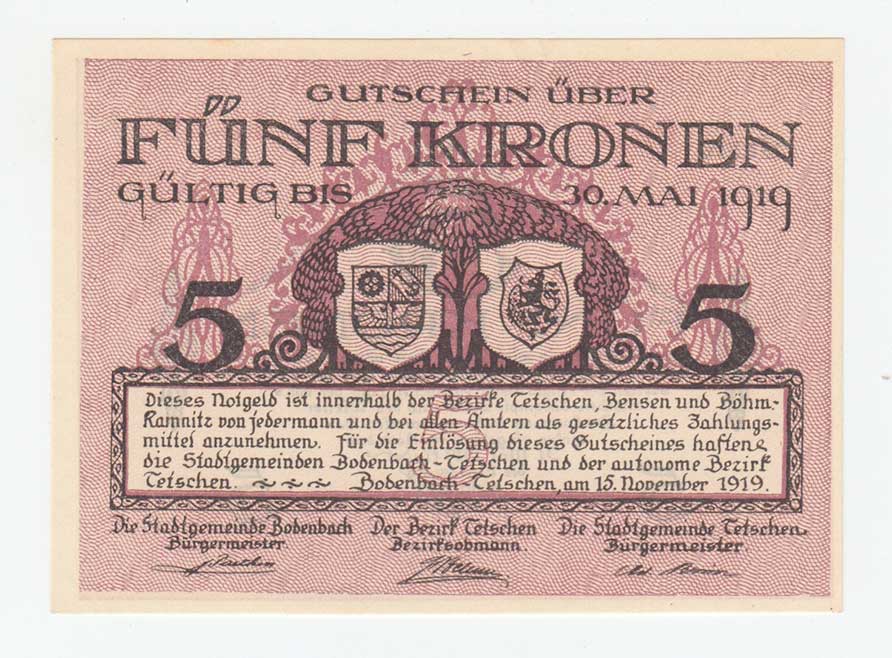 GUTSCHEIN ÜBER
FÜNF KRONEN
GÜLTIG BIS 30. MAI 1919
5 5
Dieses Notgeld ist innerhalb der Bezirke Tetschen, Bensen und Böhm.-
Kamnitz von jedermann und bei allen Ämtern als gesetzliches Zahlungs-
mittel anzunehmen. Für die Einlösung dieses Gutscheines haften
die Stadtgemeinden Bodenbach-Tetschen und der autonome Bezirk
Tetschen. ~ ~ ~ Bodenbach-Tetschen, am 15. November 1919.
Die Stadtgemeinde Bodenbach Der Bezirk Tetschen Die Stadtgemeinde Tetschen
Bürgermeister. Bezirksobmann. Bürgermeister.